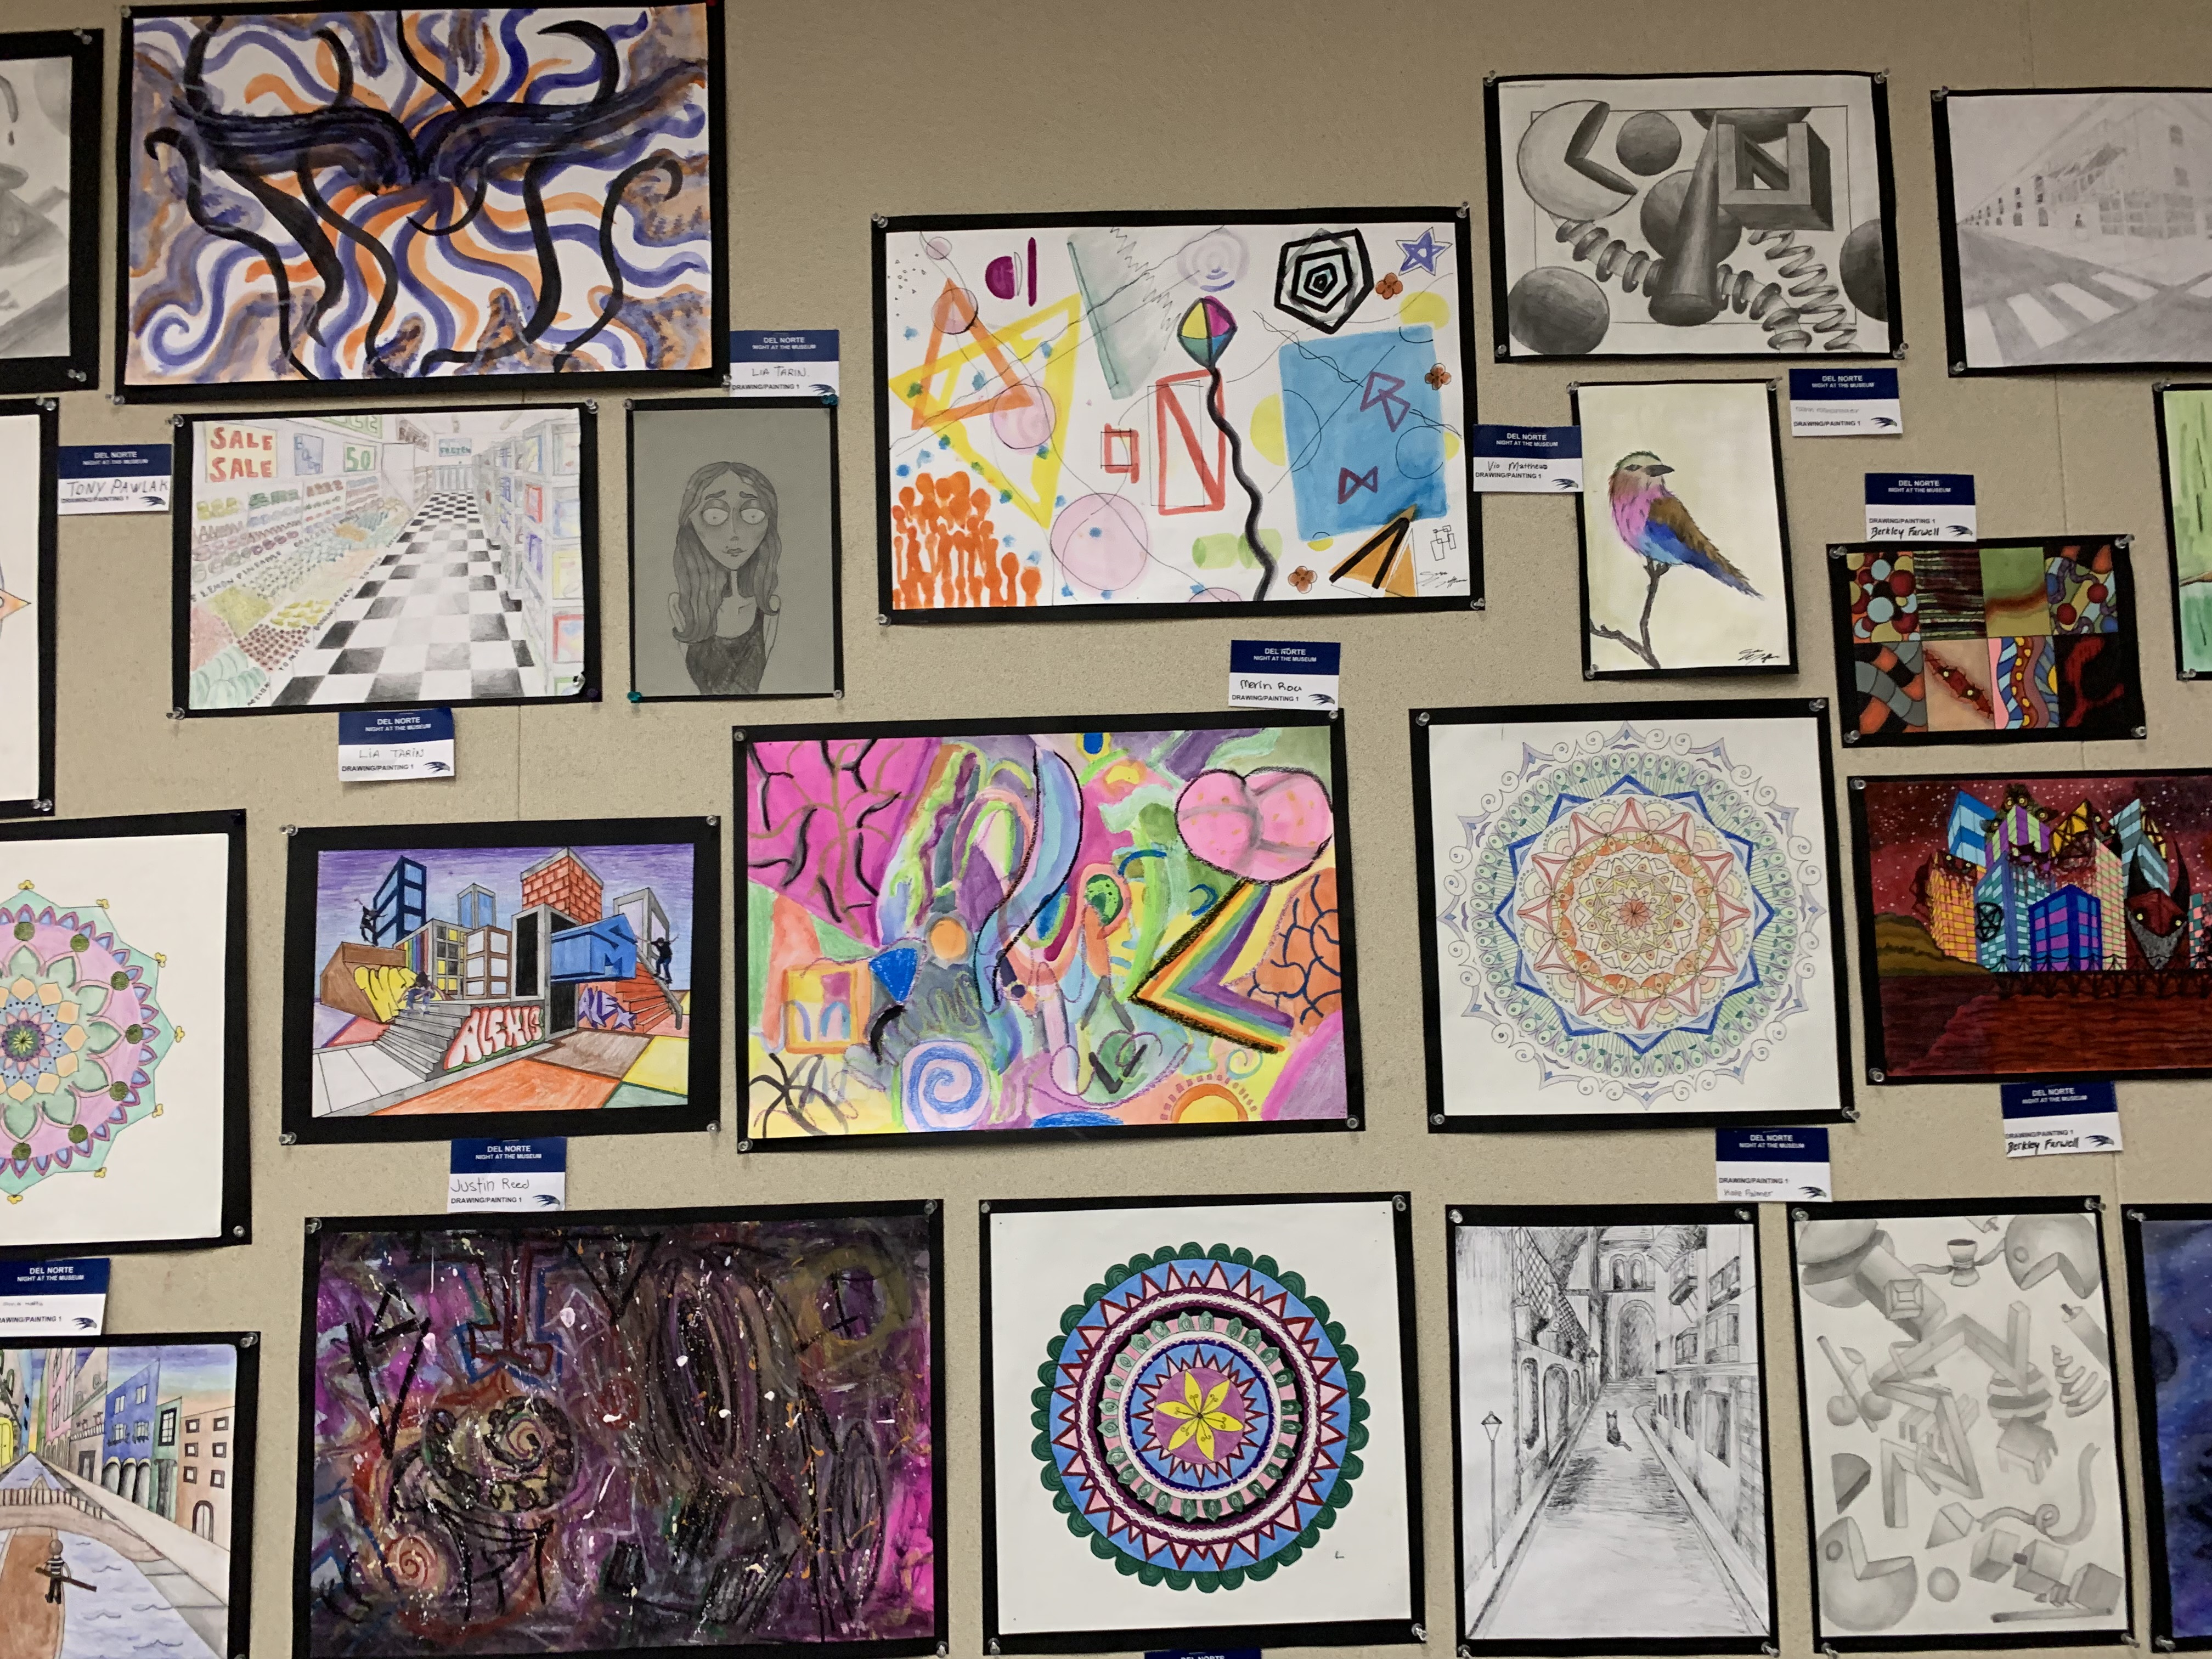 DEL NORTE
NIGHT AT THE MUSEUM
LIA TARIN.
DRAWING/PAINTING 1
DEL NORTE
NIGHT AT THE MUSEUM
TONY PAWLAK
DRAWING/PAINTING 1
SALE
SALE
50
FROZEN
DEL NORTE
NIGHT AT THE MUSEUM
LIA TARIN
DRAWING/PAINTING 1
DEL NORTE
NIGHT AT THE MUSEUM
DRAWING/PAINTING 1
DEL NORTE
NIGHT AT THE MUSEUM
Vio Matthews
DRAWING/PAINTING 1
DEL NORTE
NIGHT AT THE MUSEUM
DRAWING/PAINTING 1
Berkley Farwell
DEL NORTE
NIGHT AT THE MUSEUM
Merin Rou
DRAWING/PAINTING 1
ALEXIS
DEL NORTE
NIGHT AT THE MUSEUM
Justin Reed
DRAWING/PAINTING 1
DEL NORTE
NIGHT AT THE MUSEUM
DRAWING/PAINTING 1
Berkley Farwell
DEL NORTE
NIGHT AT THE MUSEUM
DRAWING/PAINTING 1
DEL NORTE
NIGHT AT THE MUSEUM
DRAWING/PAINTING 1
DEL NORTE